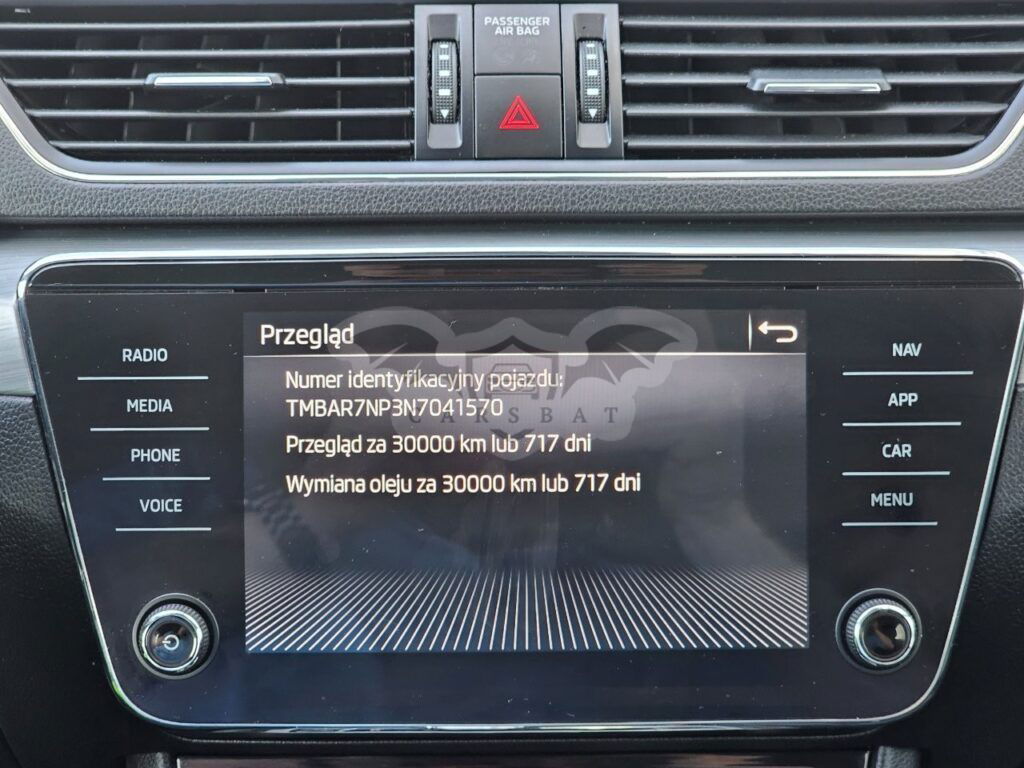 PASSENGER
AIR BAG
Przegląd
RADIO
MEDIA
PHONE
VOICE
Numer identyfikacyjny pojazdu:
TMBAR7NP3N7041570
CARSBAT
Przegląd za 30000 km lub 717 dni
Wymiana oleju za 30000 km lub 717 dni
NAV
APP
CAR
MENU